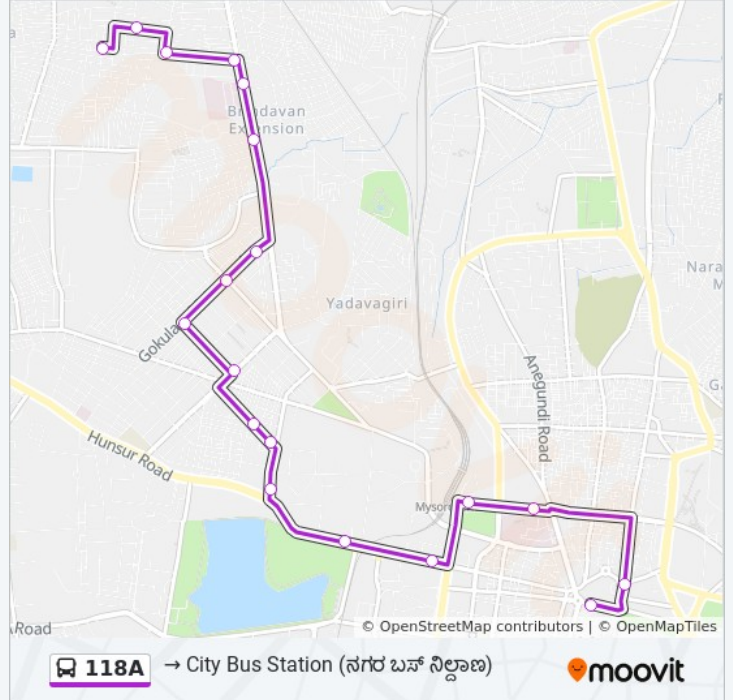 Brindavan
Extension
Nara
M
Yadavagiri
Gokula
Anegundi Road
G
Hunsur Road
Mysor
Road
© OpenStreetMap contributors | © OpenMapTiles
118A → City Bus Station (ನಗರ ಬಸ್ ನಿಲ್ದಾಣ)
moovit